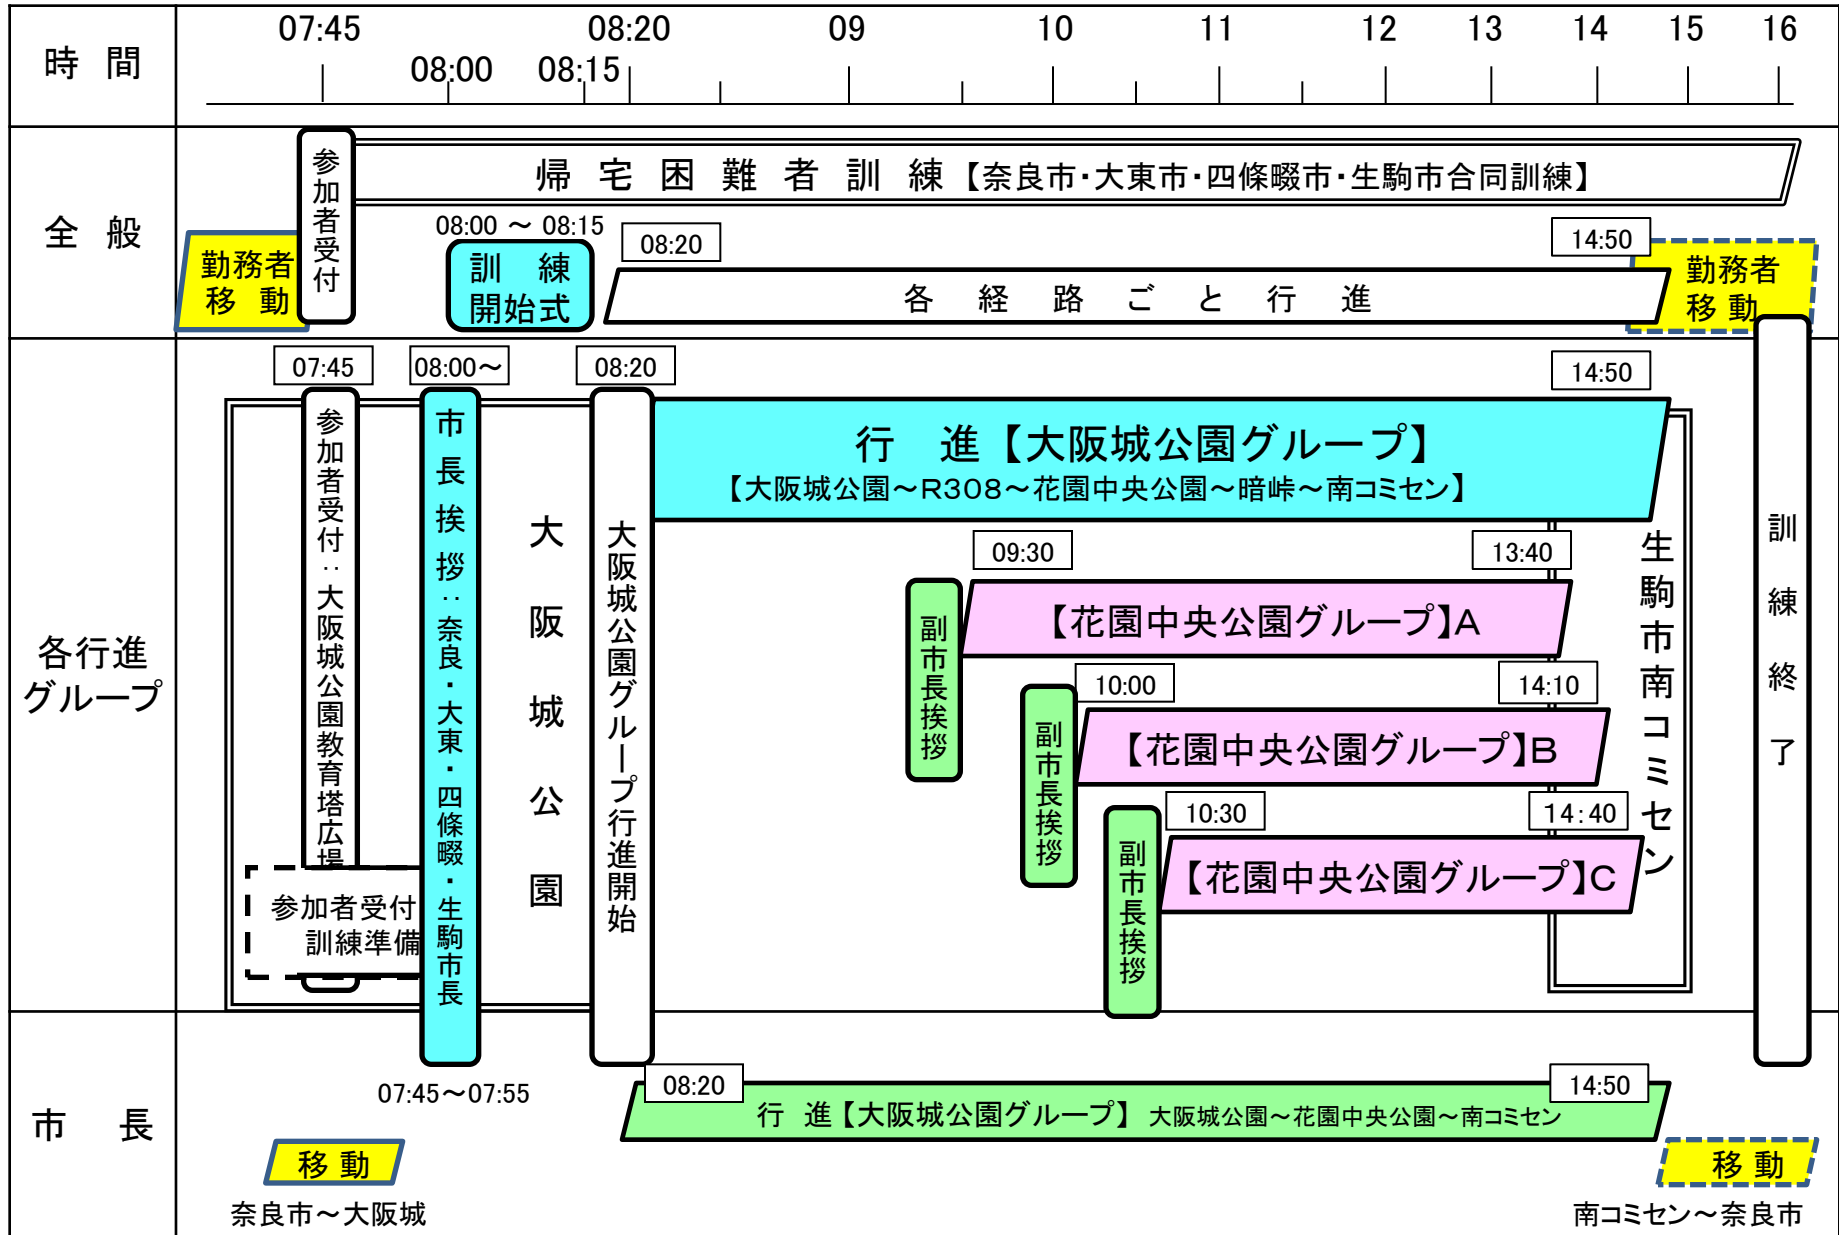 時 間
07:45
08:00
08:15
08:20
09
10
11
12
13
14
15
16
全 般
参加者受付
帰 宅 困 難 者 訓 練【奈良市・大東市・四條畷市・生駒市合同訓練】
勤務者
移 動
08:00 ～ 08:15
訓 練
開始式
08:20
各 経 路 ご と 行 進
14:50
勤務者
移 動
各行進
グループ
07:45
参加者受付：大阪城公園教育塔広場
参加者受付
訓練準備
08:00～
市長挨拶：奈良・大東・四條畷・生駒市長
大阪城公園
08:20
大阪城公園グループ行進開始
14:50
行 進【大阪城公園グループ】
【大阪城公園～R308～花園中央公園～暗峠～南コミセン】
副市長挨拶
09:30
13:40
【花園中央公園グループ】A
副市長挨拶
10:00
14:10
【花園中央公園グループ】B
副市長挨拶
10:30
14:40
【花園中央公園グループ】C
生駒市南コミセン
訓練終了
市 長
07:45～07:55
移 動
奈良市～大阪城
08:20
14:50
行 進【大阪城公園グループ】 大阪城公園～花園中央公園～南コミセン
移 動
南コミセン～奈良市